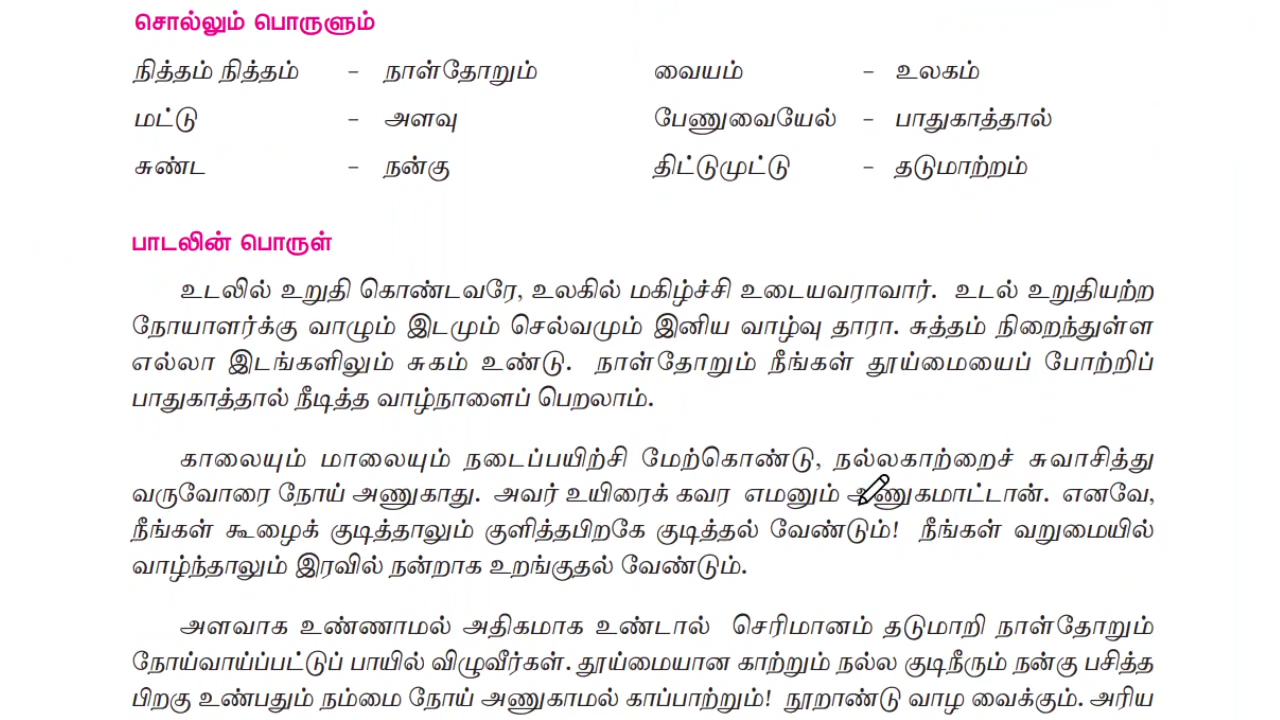 சொல்லும் பொருளும்
நித்தம் நித்தம் – நாள்தோறும் வையம் – உலகம்
மட்டு – அளவு பேணுவையேல் – பாதுகாத்தால்
சுண்ட – நன்கு திட்டுமுட்டு – தடுமாற்றம்
பாடலின் பொருள்
உடலில் உறுதி கொண்டவரே, உலகில் மகிழ்ச்சி உடையவராவார். உடல் உறுதியற்ற
நோயாளர்க்கு வாழும் இடமும் செல்வமும் இனிய வாழ்வு தாரா. சுத்தம் நிறைந்துள்ள
எல்லா இடங்களிலும் சுகம் உண்டு. நாள்தோறும் நீங்கள் தூய்மையைப் போற்றிப்
பாதுகாத்தால் நீடித்த வாழ்நாளைப் பெறலாம்.
காலையும் மாலையும் நடைப்பயிற்சி மேற்கொண்டு, நல்லகாற்றைச் சுவாசித்து
வருவோரை நோய் அணுகாது. அவர் உயிரைக் கவர எமனும் அணுகமாட்டான். எனவே,
நீங்கள் கூழைக் குடித்தாலும் குளித்தபிறகே குடித்தல் வேண்டும்! நீங்கள் வறுமையில்
வாழ்ந்தாலும் இரவில் நன்றாக உறங்குதல் வேண்டும்.
அளவாக உண்ணாமல் அதிகமாக உண்டால் செரிமானம் தடுமாறி நாள்தோறும்
நோய்வாய்ப்பட்டுப் பாயில் விழுவீர்கள். தூய்மையான காற்றும் நல்ல குடிநீரும் நன்கு பசித்த
பிறகு உண்பதும் நம்மை நோய் அணுகாமல் காப்பாற்றும்! நூறாண்டு வாழ வைக்கும். அரிய